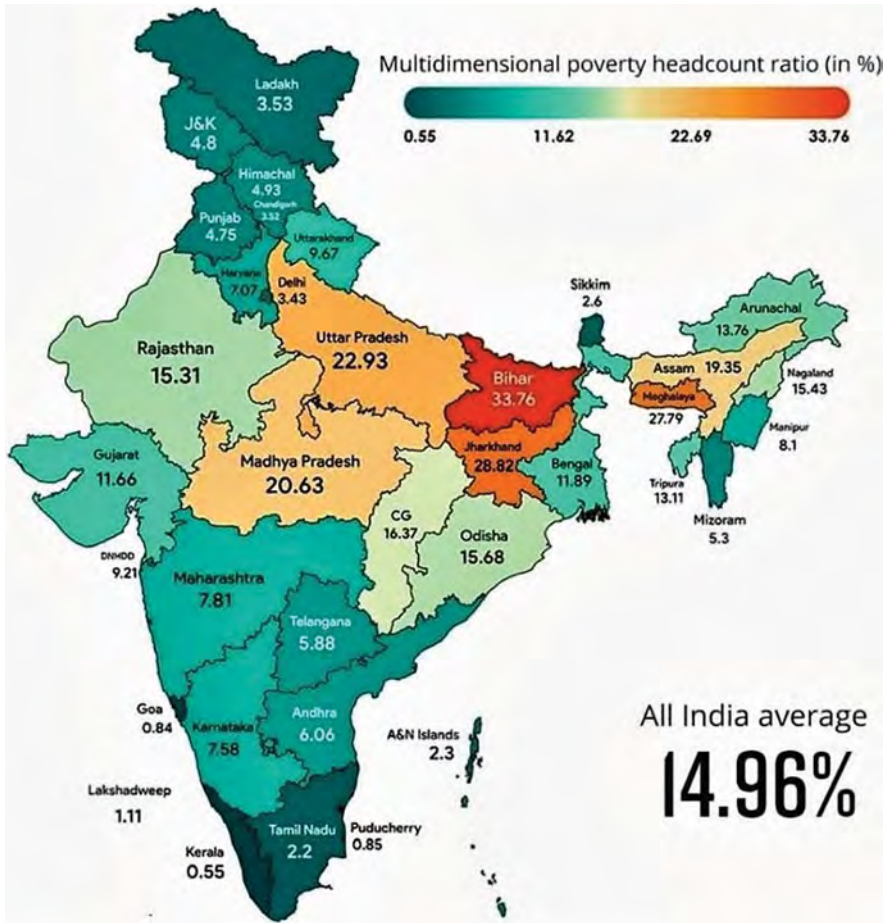 Multidimensional poverty headcount ratio (in %)
0.55 11.62 22.69 33.76
Ladakh
3.53
J&K
4.8
Himachal
4.93
Chandigarh
3.52
Punjab
4.75
Uttarakhand
9.67
Haryana
7.07
Delhi
3.43
Sikkim
2.6
Arunachal
13.76
Rajasthan
15.31
Uttar Pradesh
22.93
Bihar
33.76
Assam 19.35
Nagaland
15.43
Meghalaya
27.79
Manipur
8.1
Jharkhand
28.82
Gujarat
11.66
Madhya Pradesh
20.63
Bengal
11.89
Tripura
13.11
Mizoram
5.3
CG
16.37
Odisha
15.68
DNHDD
9.21
Maharashtra
7.81
Telangana
5.88
Goa
0.84
Karnataka
7.58
Andhra
6.06
A&N Islands
2.3
All India average
14.96%
Lakshadweep
1.11
Tamil Nadu
2.2
Puducherry
0.85
Kerala
0.55